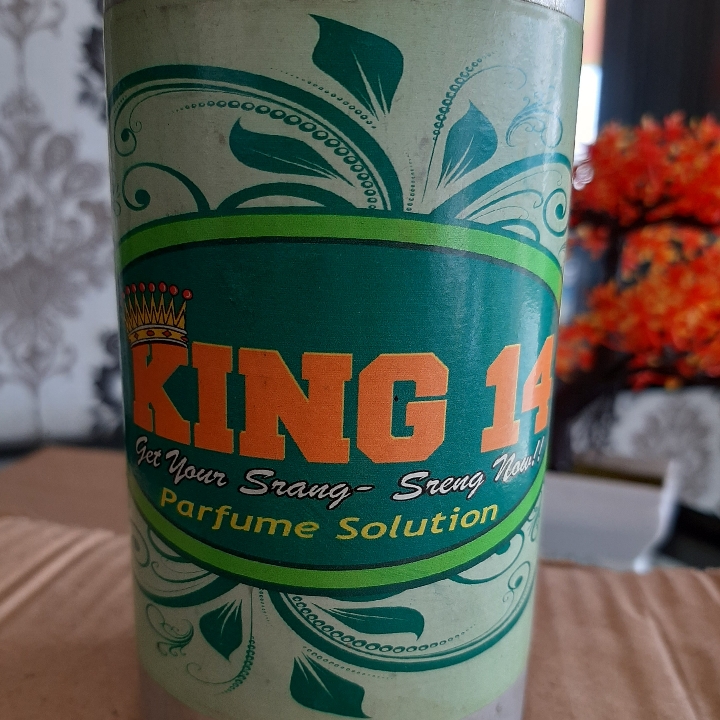 KING 14
Get Your Srang- Sreng Now!!
Parfume Solution